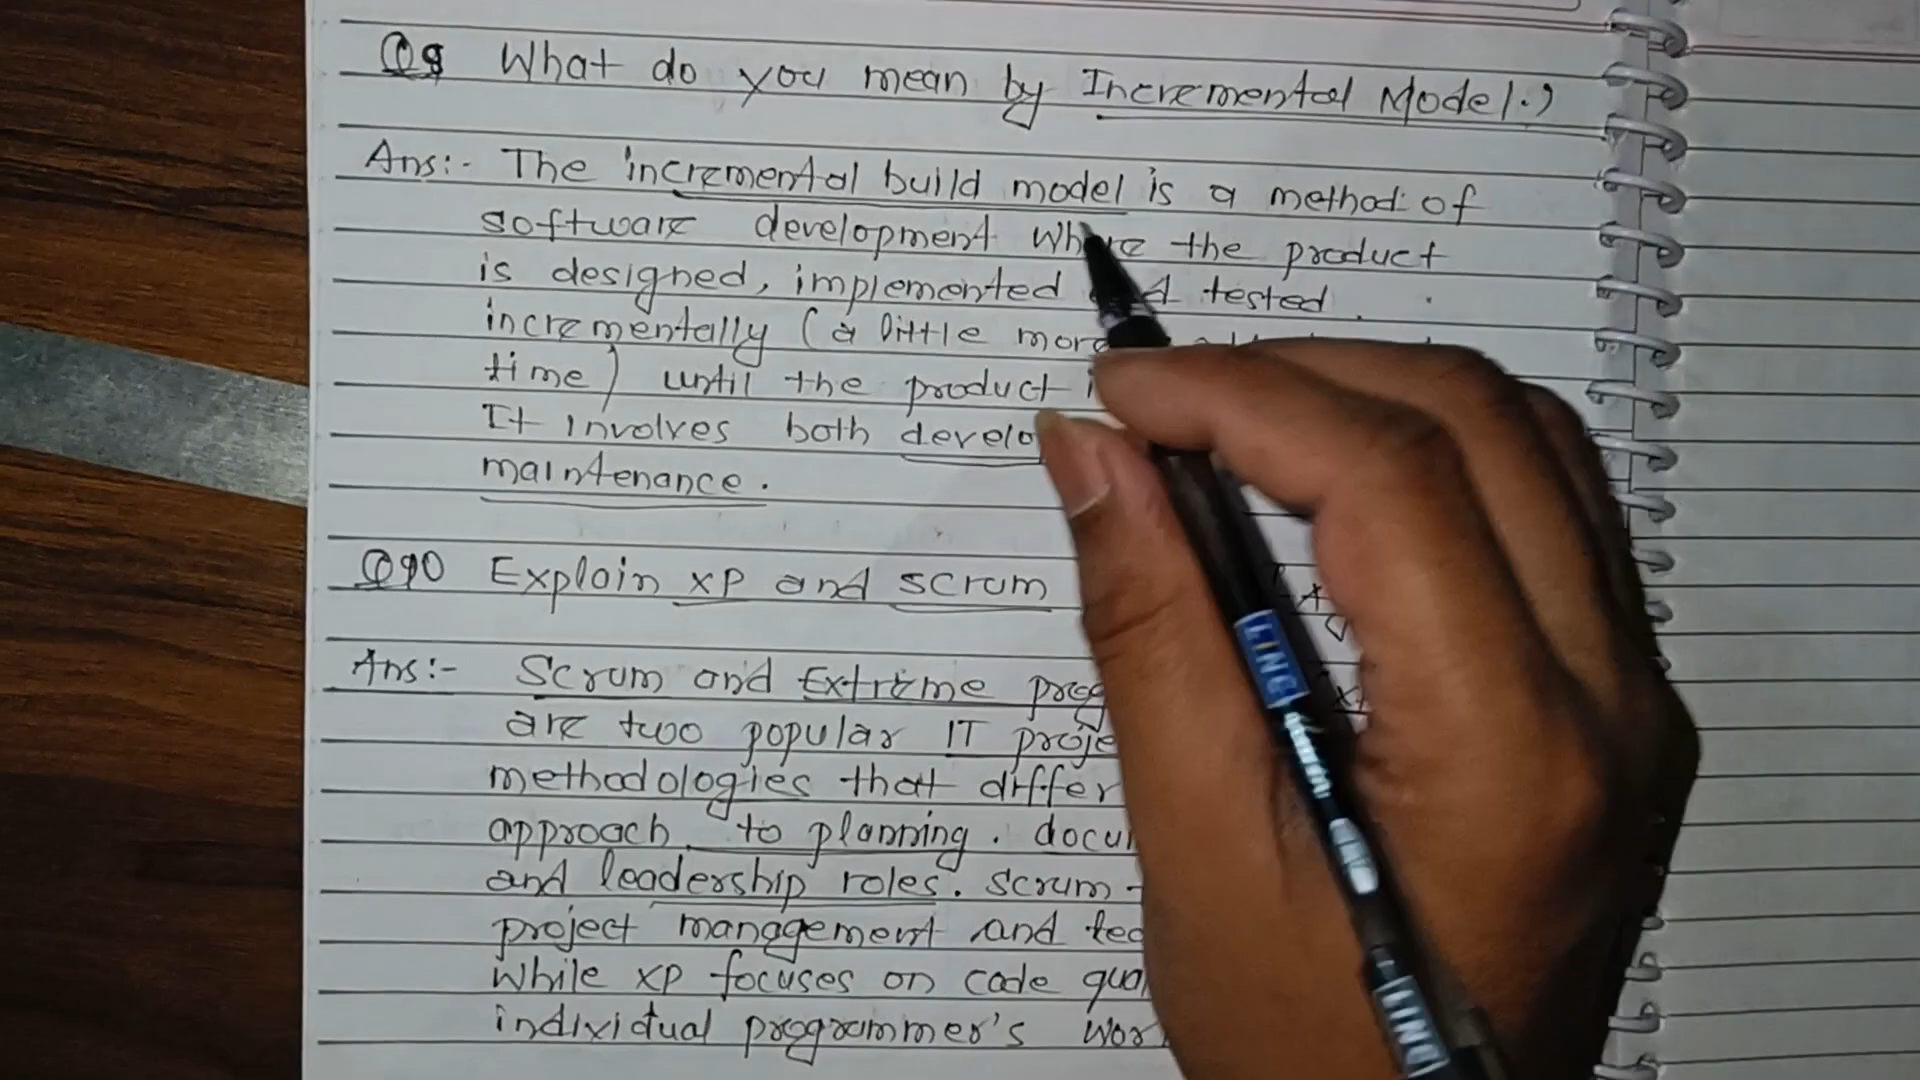 Q9 What do you mean by Incremental Model.?
Ans:- The incremental build model is a method of
software development where the product
is designed, implemented and tested
incrementally (a little more
time) until the product
It involves both develo
maintenance.
Q10 Explain XP and scrum
Ans:- Scrum and Extreme prog
are two popular IT proje
methodologies that differ
approach to planning. docu
and leadership roles. scrum
project management and tea
While XP focuses on code qua
individual programmer's wor
LINC
LINC